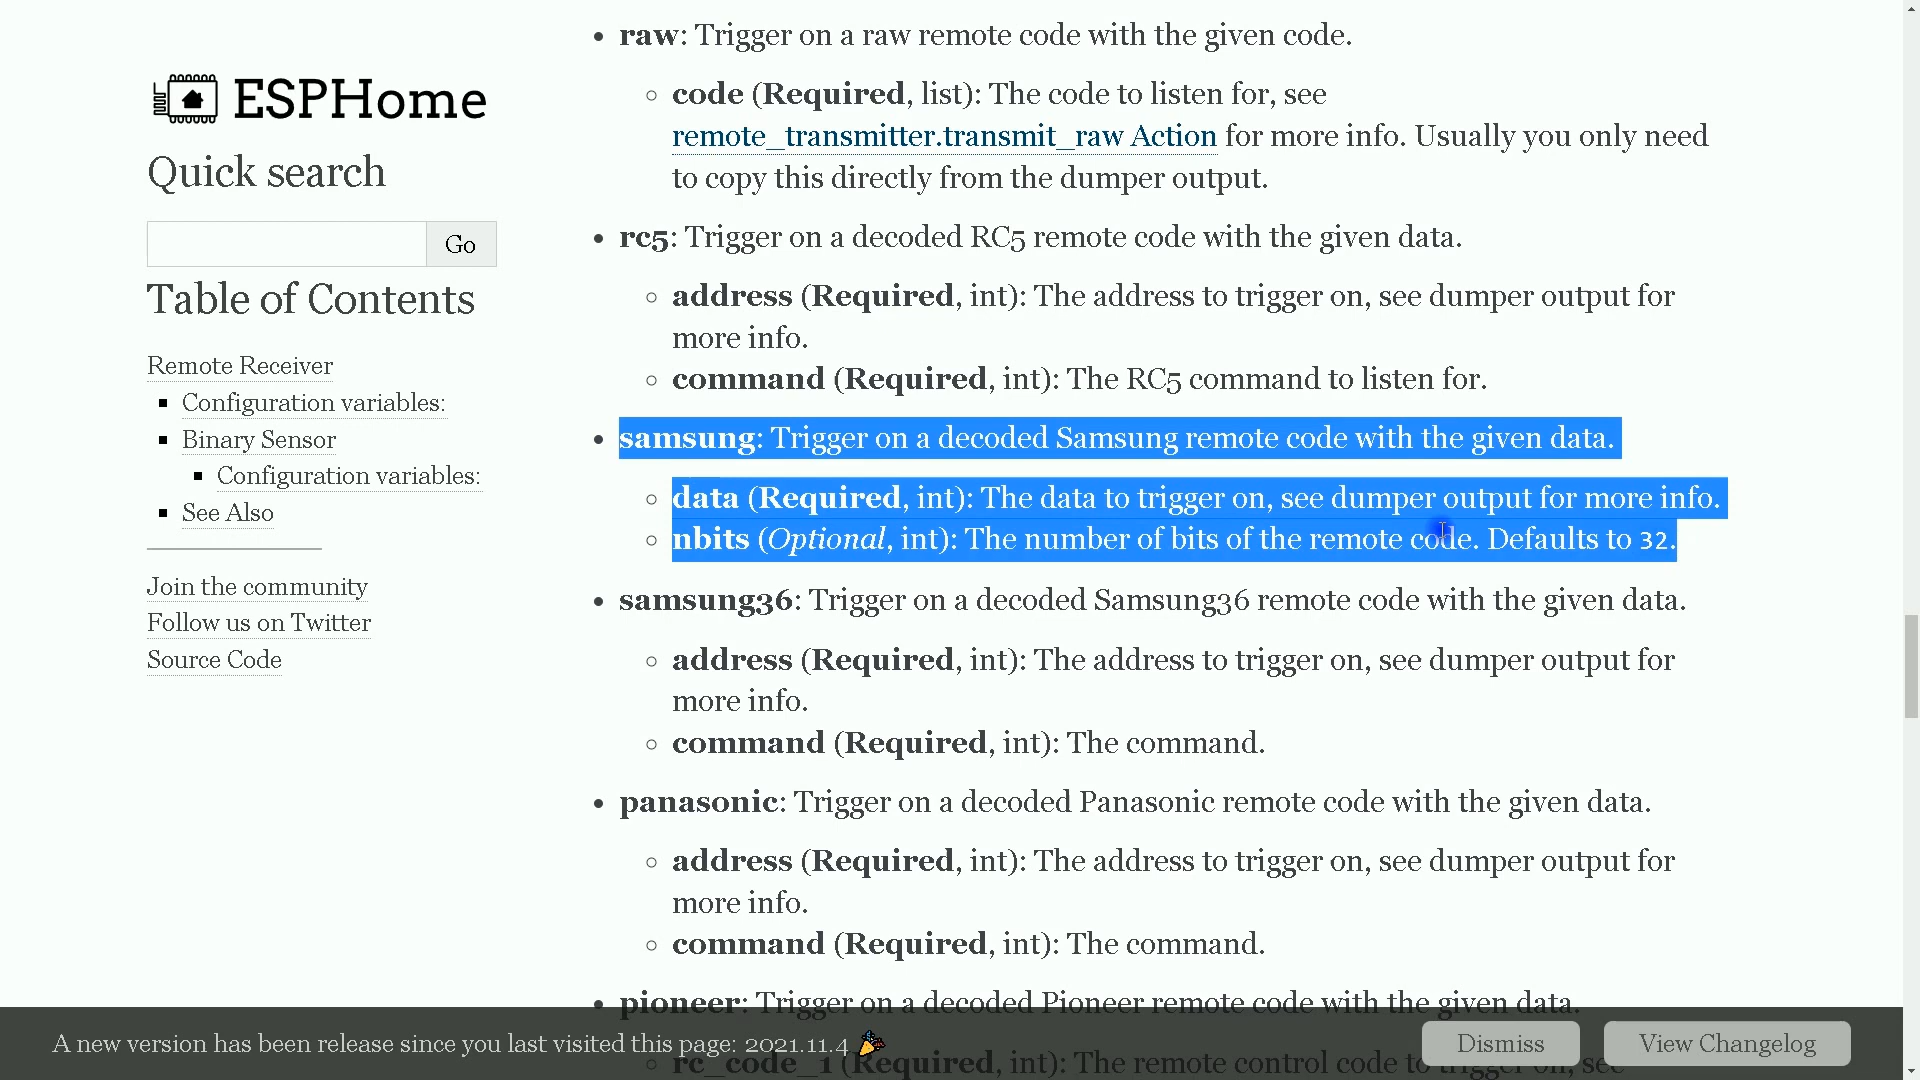 ESPHome
Quick search
Go
Table of Contents
Remote Receiver
Configuration variables:
Binary Sensor
Configuration variables:
See Also
Join the community
Follow us on Twitter
Source Code
raw: Trigger on a raw remote code with the given code.
code (Required, list): The code to listen for, see
remote_transmitter.transmit_raw Action for more info. Usually you only need
to copy this directly from the dumper output.
rc5: Trigger on a decoded RC5 remote code with the given data.
address (Required, int): The address to trigger on, see dumper output for
more info.
command (Required, int): The RC5 command to listen for.
samsung: Trigger on a decoded Samsung remote code with the given data.
data (Required, int): The data to trigger on, see dumper output for more info.
nbits (Optional, int): The number of bits of the remote code. Defaults to 32.
samsung36: Trigger on a decoded Samsung36 remote code with the given data.
address (Required, int): The address to trigger on, see dumper output for
more info.
command (Required, int): The command.
panasonic: Trigger on a decoded Panasonic remote code with the given data.
address (Required, int): The address to trigger on, see dumper output for
more info.
command (Required, int): The command.
pioneer: Trigger on a decoded Pioneer remote code with the given data.
rc_code_1 (Required, int): The remote control code to trigger on, see
A new version has been release since you last visited this page: 2021.11.4 🎉
Dismiss
View Changelog